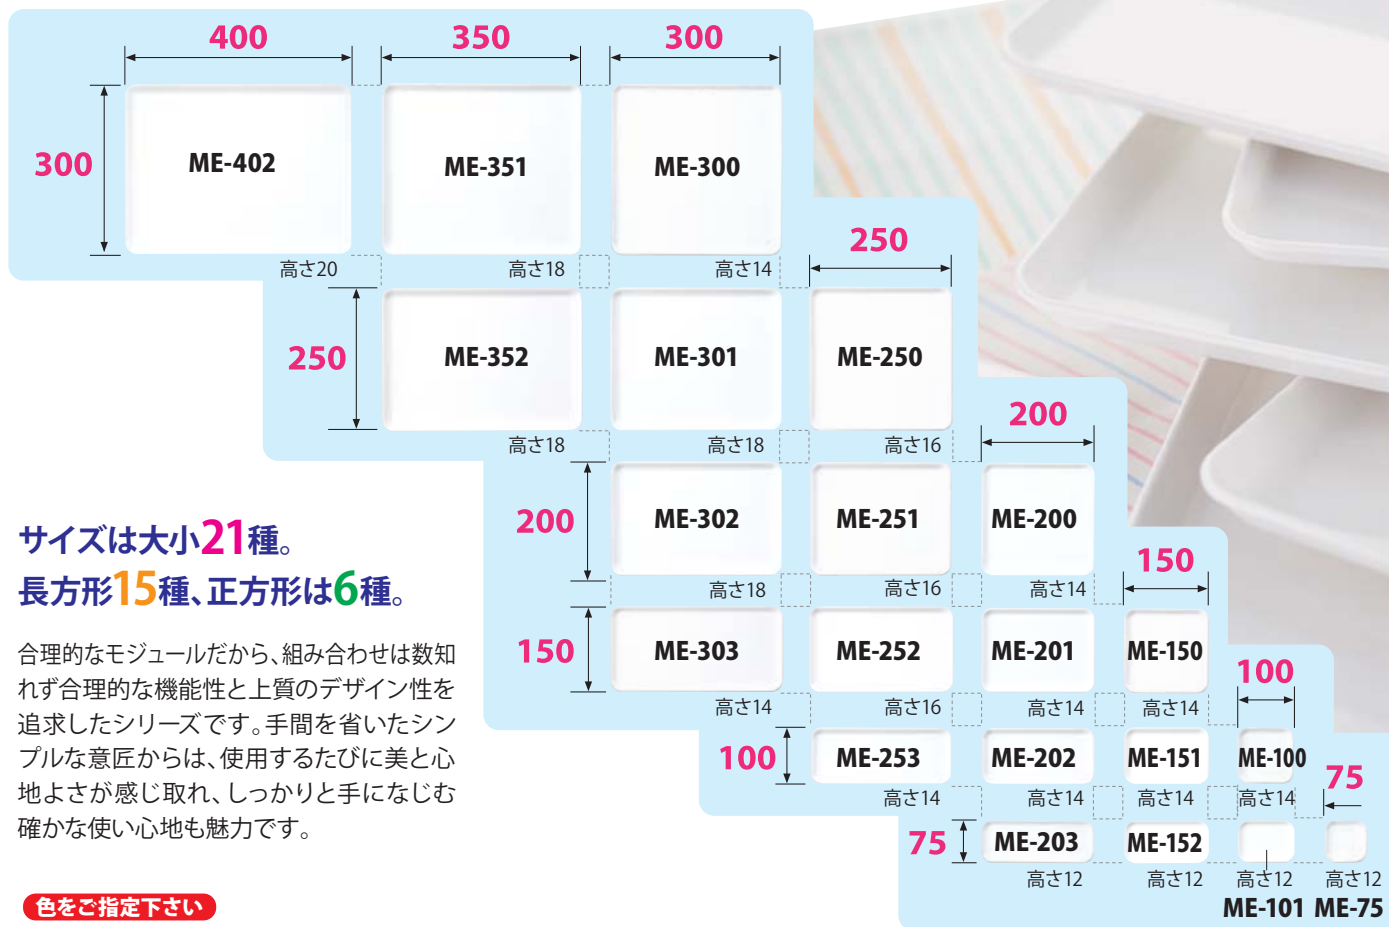 400 350 300
300 ME-402 ME-351 ME-300
高さ20 高さ18 高さ14
250
250 ME-352 ME-301 ME-250
高さ18 高さ18 高さ16
200
200 ME-302 ME-251 ME-200
高さ18 高さ16 高さ14
150
150 ME-303 ME-252 ME-201 ME-150
高さ14 高さ16 高さ14 高さ14
100
100 ME-253 ME-202 ME-151 ME-100
高さ14 高さ14 高さ14 高さ14
75
75 ME-203 ME-152
高さ12 高さ12 高さ12 高さ12
ME-101 ME-75
サイズは大小21種。
長方形15種、正方形は6種。
合理的なモジュールだから、組み合わせは数知
れず合理的な機能性と上質のデザイン性を
追求したシリーズです。手間を省いたシン
プルな意匠からは、使用するたびに美と心
地よさが感じ取れ、しっかりと手になじむ
確かな使い心地も魅力です。
色をご指定下さい